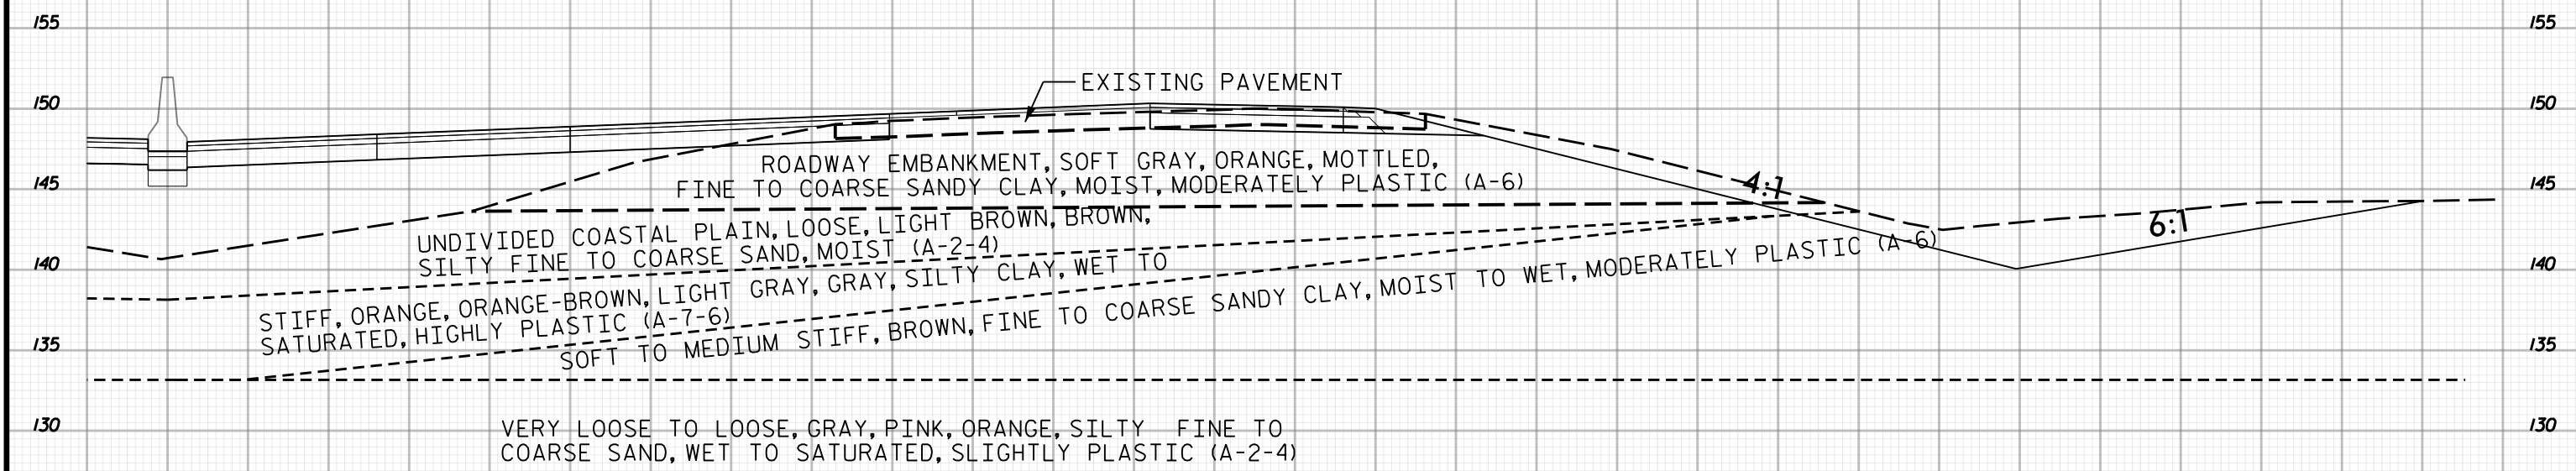 155 155
EXISTING PAVEMENT
150 150
ROADWAY EMBANKMENT, SOFT GRAY, ORANGE, MOTTLED,
FINE TO COARSE SANDY CLAY, MOIST, MODERATELY PLASTIC (A-6)
4:1
145 145
UNDIVIDED COASTAL PLAIN, LOOSE, LIGHT BROWN, BROWN,
SILTY FINE TO COARSE SAND, MOIST (A-2-4)
6:1
140 140
STIFF, ORANGE, ORANGE-BROWN, LIGHT GRAY, GRAY, SILTY CLAY, WET TO
SATURATED, HIGHLY PLASTIC (A-7-6)
SOFT TO MEDIUM STIFF, BROWN, FINE TO COARSE SANDY CLAY, MOIST TO WET, MODERATELY PLASTIC (A-6)
135 135
130 130
VERY LOOSE TO LOOSE, GRAY, PINK, ORANGE, SILTY FINE TO
COARSE SAND, WET TO SATURATED, SLIGHTLY PLASTIC (A-2-4)